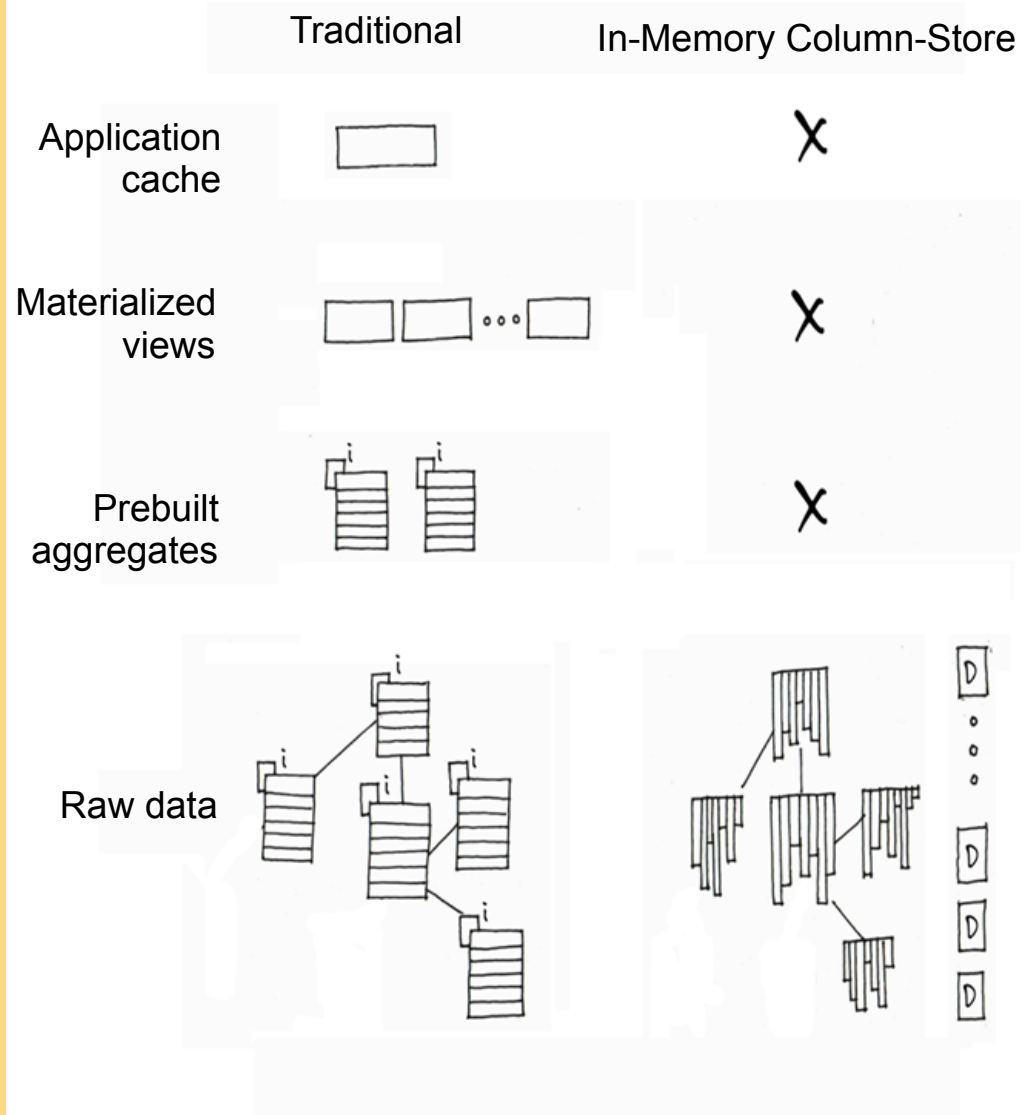 Traditional
In-Memory Column-Store
Application
cache
X
Materialized
views
X
i
i
Prebuilt
aggregates
X
i
i
i
i
i
Raw data
D
D
D
D